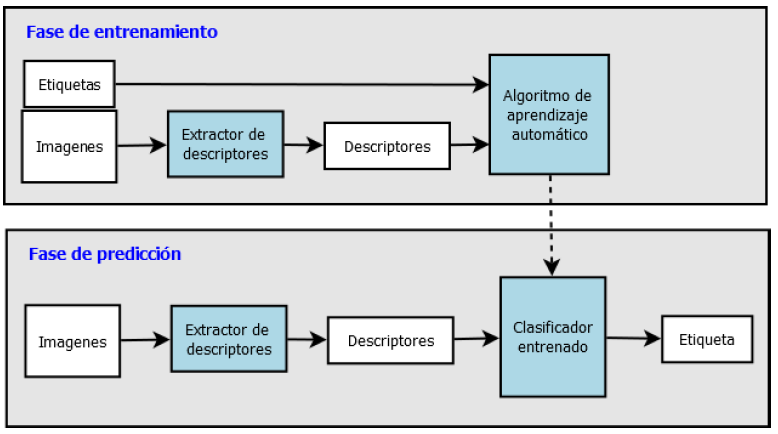 Fase de entrenamiento
Etiquetas
Imagenes
Extractor de
descriptores
Descriptores
Algoritmo de
aprendizaje
automático
Fase de predicción
Imagenes
Extractor de
descriptores
Descriptores
Clasificador
entrenado
Etiqueta